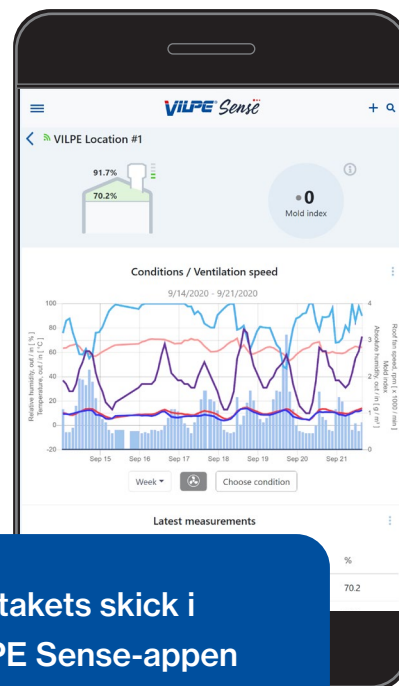 VILPE Sense
VILPE Location #1
91.7%
70.2%
0
Mold index
Conditions / Ventilation speed
9/14/2020 - 9/21/2020
Relative humidity, out / in [ % ]
Temperature, out / in [ °C ]
100
80
60
40
20
0
-20
4
3
2
1
0
Roof fan speed, rpm [ x 1000 / min ]
Mold index
Absolute humidity, out / in [ g / m³ ]
Sep 15 Sep 16 Sep 17 Sep 18 Sep 19 Sep 20 Sep 21
Week
Choose condition
Latest measurements
%
70.2
takets skick i
PE Sense-appen